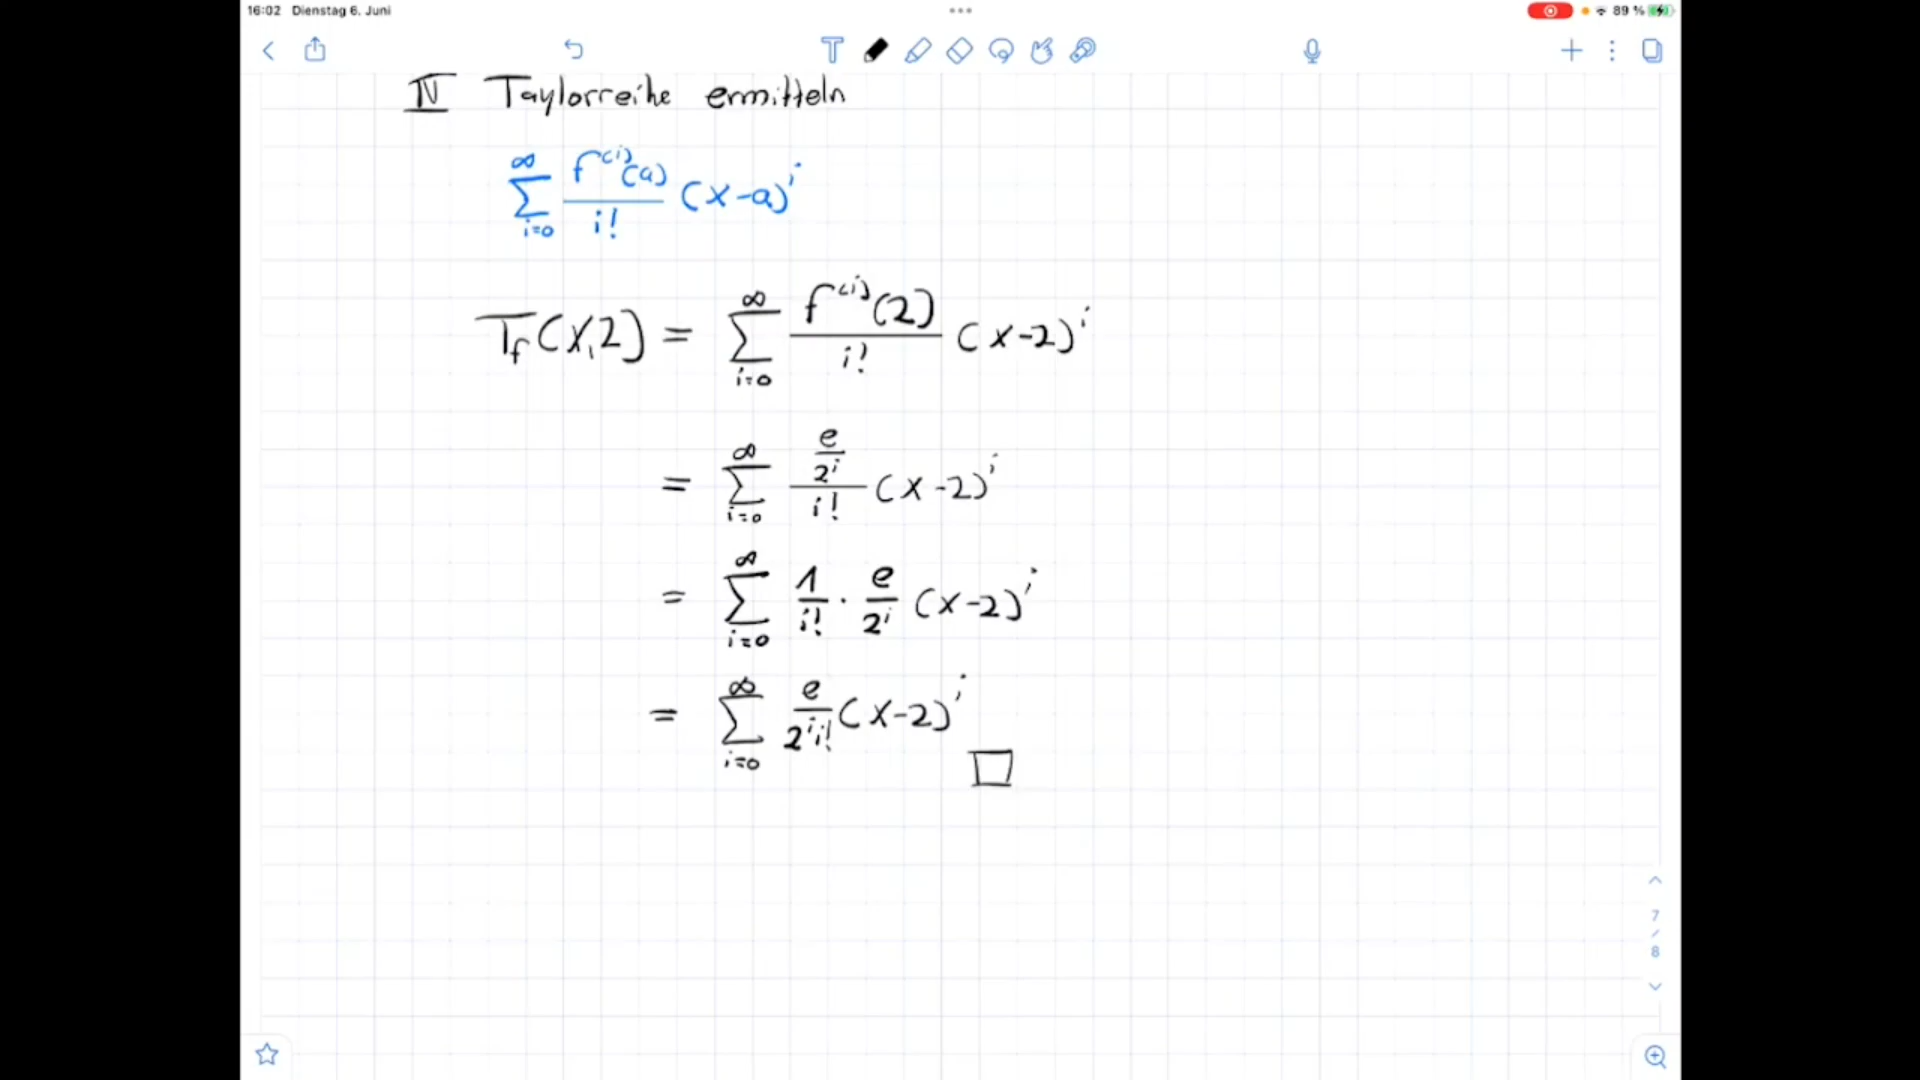 16:02 Dienstag 6. Juni
89 %
IV Taylorreihe ermitteln
∑_{i=0}^{∞} f^{(i)}(a)/i! (x-a)^i
T_f(x,2) = ∑_{i=0}^{∞} f^{(i)}(2)/i! (x-2)^i
= ∑_{i=0}^{∞} (e/2^i)/i! (x-2)^i
= ∑_{i=0}^{∞} 1/i! · e/2^i (x-2)^i
= ∑_{i=0}^{∞} e/(2^i i!) (x-2)^i
□
7
/
8